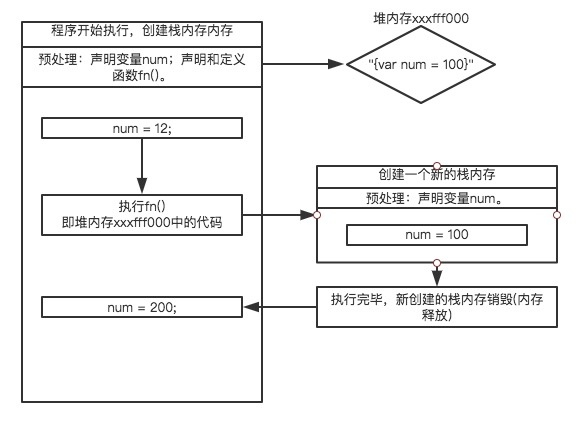 程序开始执行，创建栈内存内存
预处理：声明变量num；声明和定义
函数fn()。
堆内存xxxfff000
"{var num = 100}"
num = 12;
执行fn()
即堆内存xxxfff000中的代码
创建一个新的栈内存
预处理：声明变量num。
num = 100
执行完毕，新创建的栈内存销毁(内存
释放)
num = 200;